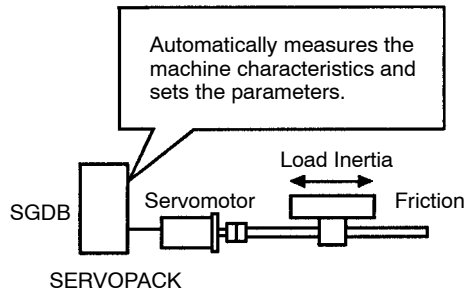 Automatically measures the
machine characteristics and
sets the parameters.
Load Inertia
SGDB
Servomotor
Friction
SERVOPACK